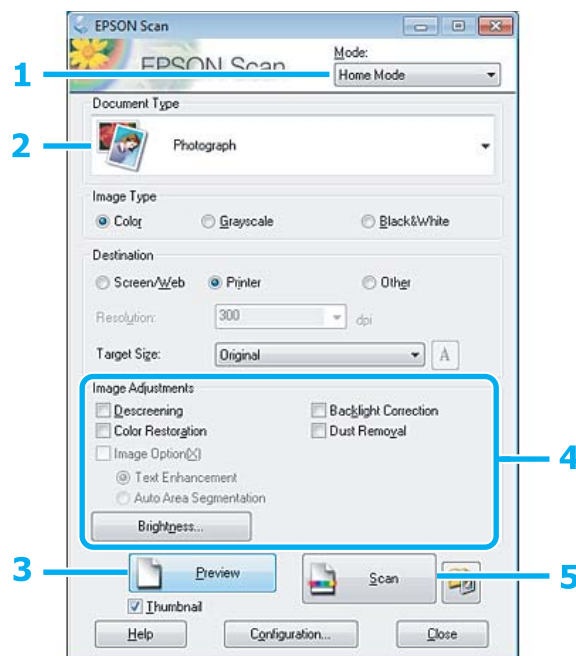 EPSON Scan
EPSON Scan
Mode:
1
Home Mode
Document Type
2
Photograph
Image Type
Color Grayscale Black&White
Destination
Screen/Web Printer Other
Resolution: 300 dpi
Target Size: Original A
Image Adjustments
Descreening Backlight Correction
Color Restoration Dust Removal
Image Option(X)
4
Text Enhancement
Auto Area Segmentation
Brightness...
3 Preview Scan 5
Thumbnail
Help Configuration... Close